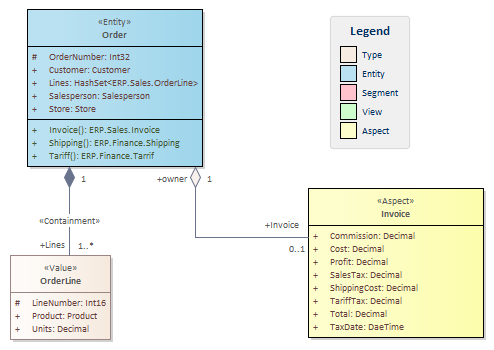 «Entity»
Order
# OrderNumber: Int32
+ Customer: Customer
+ Lines: HashSet<ERP.Sales.OrderLine>
+ Salesperson: Salesperson
+ Store: Store
+ Invoice(): ERP.Sales.Invoice
+ Shipping(): ERP.Finance.Shipping
+ Tariff(): ERP.Finance.Tarrif
Legend
Type
Entity
Segment
View
Aspect
1
+owner
1
«Containment»
+Lines
1..*
+Invoice
0..1
«Value»
OrderLine
# LineNumber: Int16
+ Product: Product
+ Units: Decimal
«Aspect»
Invoice
+ Commission: Decimal
+ Cost: Decimal
+ Profit: Decimal
+ SalesTax: Decimal
+ ShippingCost: Decimal
+ TariffTax: Decimal
+ Total: Decimal
+ TaxDate: DaeTime